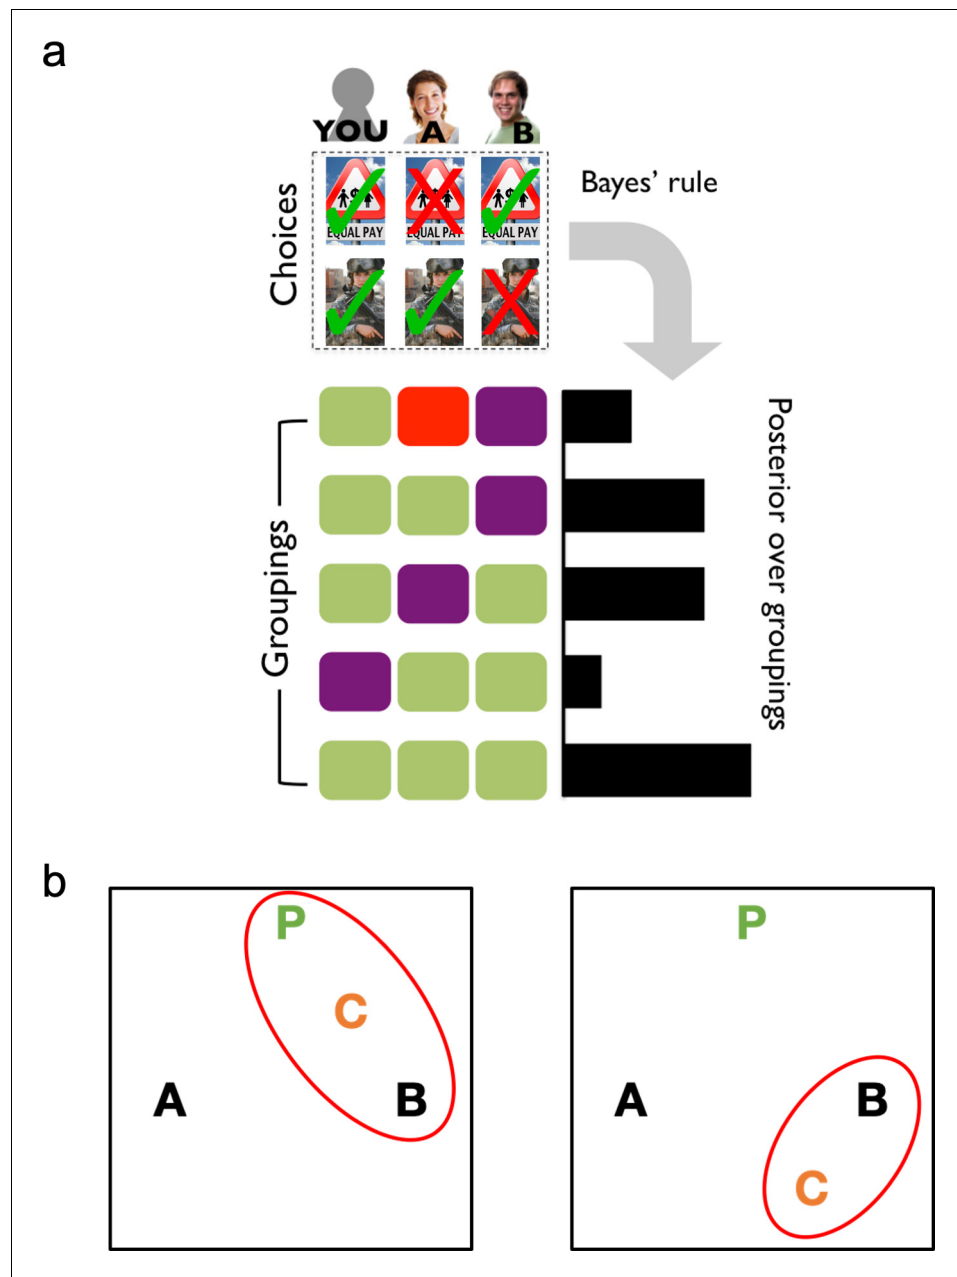 a
YOU A B
Choices
EQUAL PAY EQUAL PAY EQUAL PAY
Bayes’ rule
Groupings
Posterior over groupings
b
P
C
A B
P
A B
C